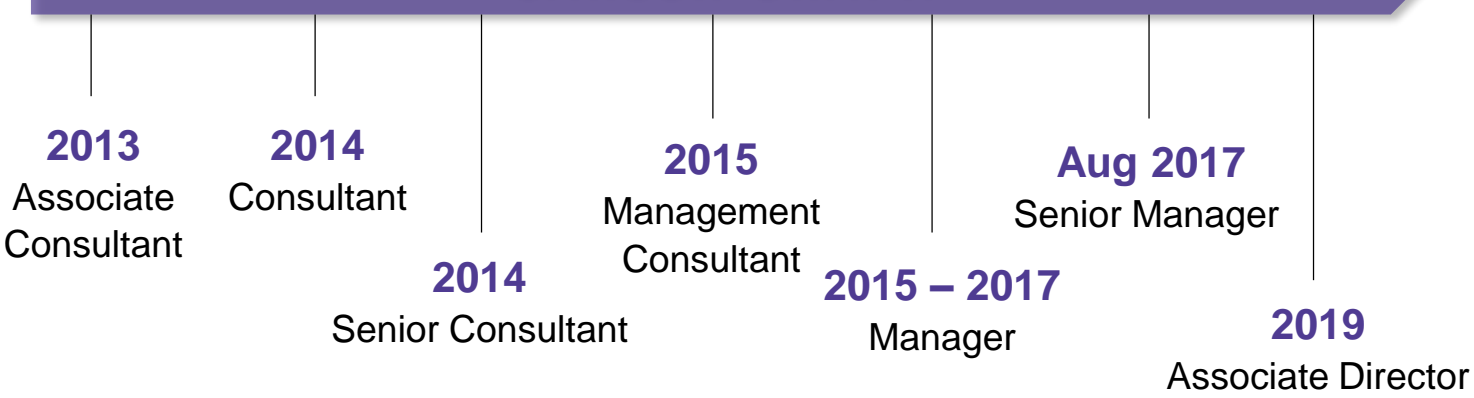 2013
Associate
Consultant
2014
Consultant
2014
Senior Consultant
2015
Management
Consultant
2015 – 2017
Manager
Aug 2017
Senior Manager
2019
Associate Director